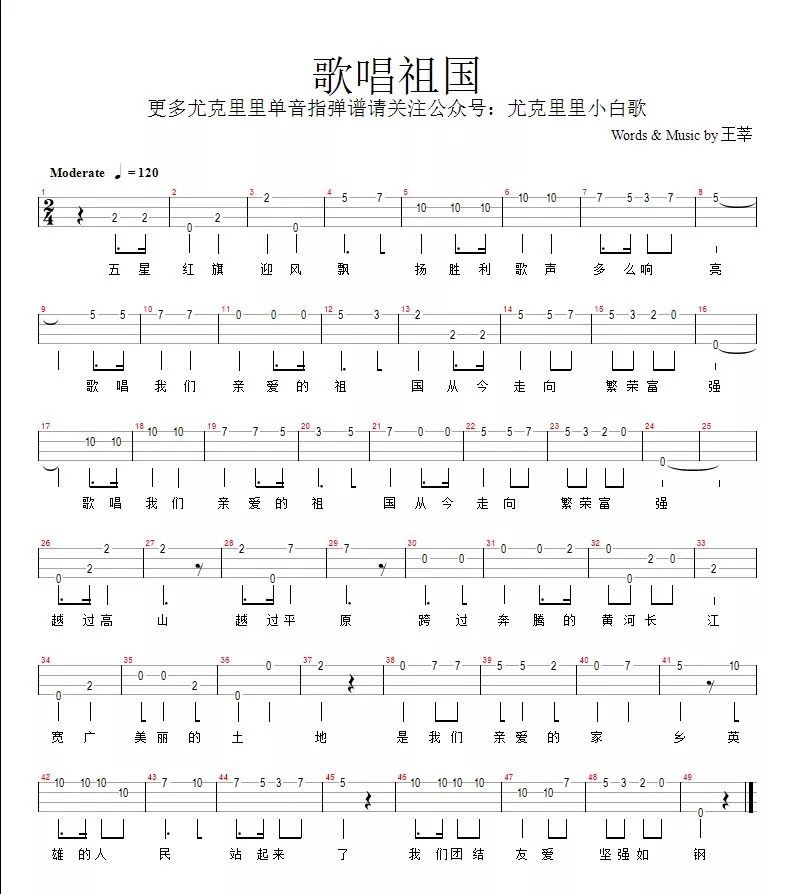 歌唱祖国
更多尤克里里单音指弹谱请关注公众号：尤克里里小白歌
Words & Music by 王莘
Moderate ♩ = 120
1 2 3 4 5 6 7 8
2 4 2 2 0 2 2 0 5 7 10 10 10 10 10 7 5 3 7 5
五 星 红 旗 迎 风 飘 扬 胜 利 歌 声 多 么 响 亮
9 10 11 12 13 14 15 16
5 5 7 7 0 0 0 5 3 2 2 2 5 5 7 5 3 2 0 0
歌 唱 我 们 亲 爱 的 祖 国 从 今 走 向 繁 荣 富 强
17 18 19 20 21 22 23 24 25
10 10 10 10 7 7 5 3 5 7 0 0 5 5 7 5 3 2 0 0
歌 唱 我 们 亲 爱 的 祖 国 从 今 走 向 繁 荣 富 强
26 27 28 29 30 31 32 33
0 2 2 2 2 0 7 7 0 0 0 0 2 0 2 0 2
越 过 高 山 越 过 平 原 跨 过 奔 腾 的 黄 河 长 江
34 35 36 37 38 39 40 41
0 2 0 0 2 0 0 2 0 7 7 5 5 2 0 7 5 10
宽 广 美 丽 的 土 地 是 我 们 亲 爱 的 家 乡 英
42 43 44 45 46 47 48 49
10 10 10 10 7 10 7 5 3 7 5 10 10 10 10 10 10 7 5 3 2 0 0
雄 的 人 民 站 起 来 了 我 们 团 结 友 爱 坚 强 如 钢